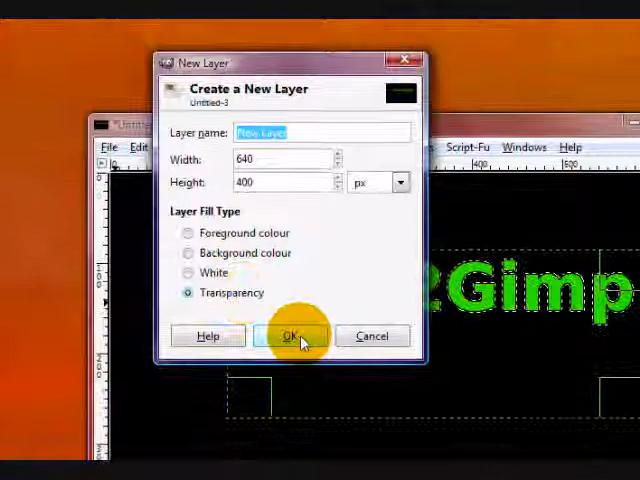 New Layer
Create a New Layer
Untitled-3
Layer name: New Layer
Width: 640
Height: 400 px
Layer Fill Type
Foreground colour
Background colour
White
Transparency
Help OK Cancel
File Edit Script-Fu Windows Help
400 500
2Gimp